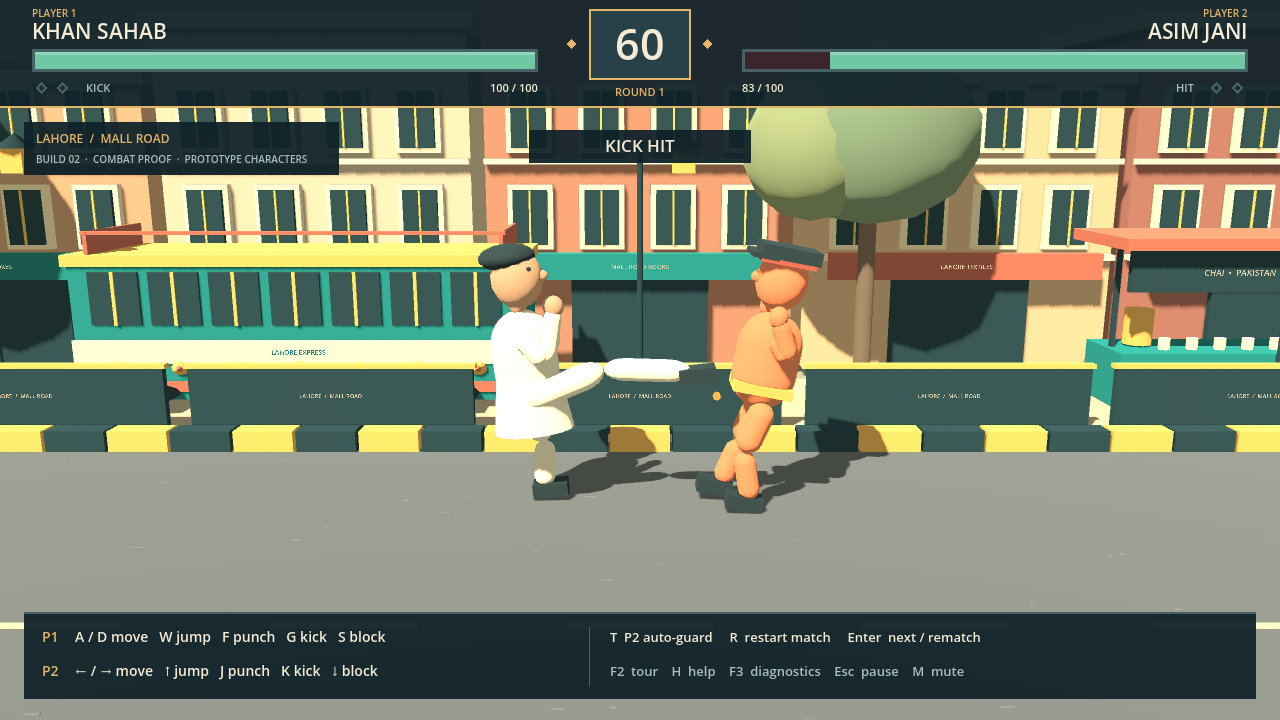 PLAYER 1
KHAN SAHAB
KICK
100 / 100
60
ROUND 1
PLAYER 2
ASIM JANI
83 / 100
HIT
LAHORE / MALL ROAD
BUILD 02 · COMBAT PROOF · PROTOTYPE CHARACTERS
KICK HIT
LAHORE TEXTILES
CHAI • PAKISTAN
LAHORE EXPRESS
LAHORE / MALL ROAD
LAHORE / MALL ROAD
LAHORE / MALL ROAD
P1 A / D move W jump F punch G kick S block
P2 ← / → move ↑ jump J punch K kick ↓ block
T P2 auto-guard R restart match Enter next / rematch
F2 tour H help F3 diagnostics Esc pause M mute